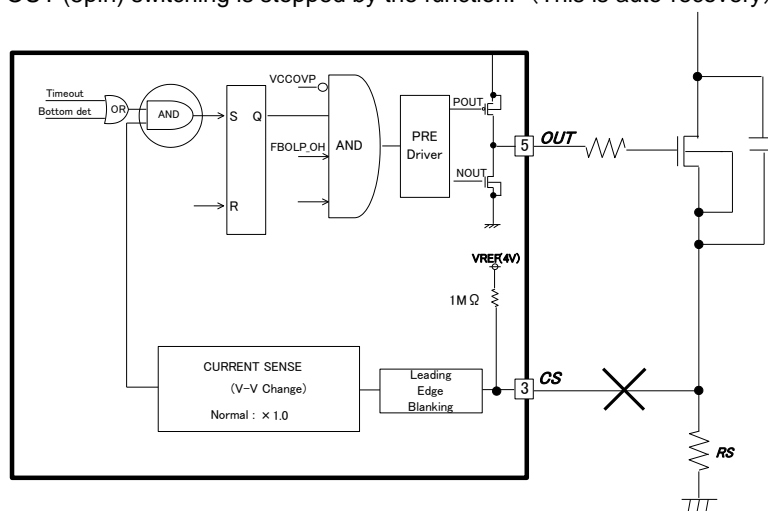 OUT (5pin) switching is stopped by the function. (This is auto recovery)
Timeout
Bottom det
OR
AND
S Q
R
VCCOVP
FBOLP_OH
AND
PRE
Driver
POUT
NOUT
5 OUT
VREF(4V)
1MΩ
CURRENT SENSE
(V-V Change)
Normal : ×1.0
Leading
Edge
Blanking
3 CS
RS